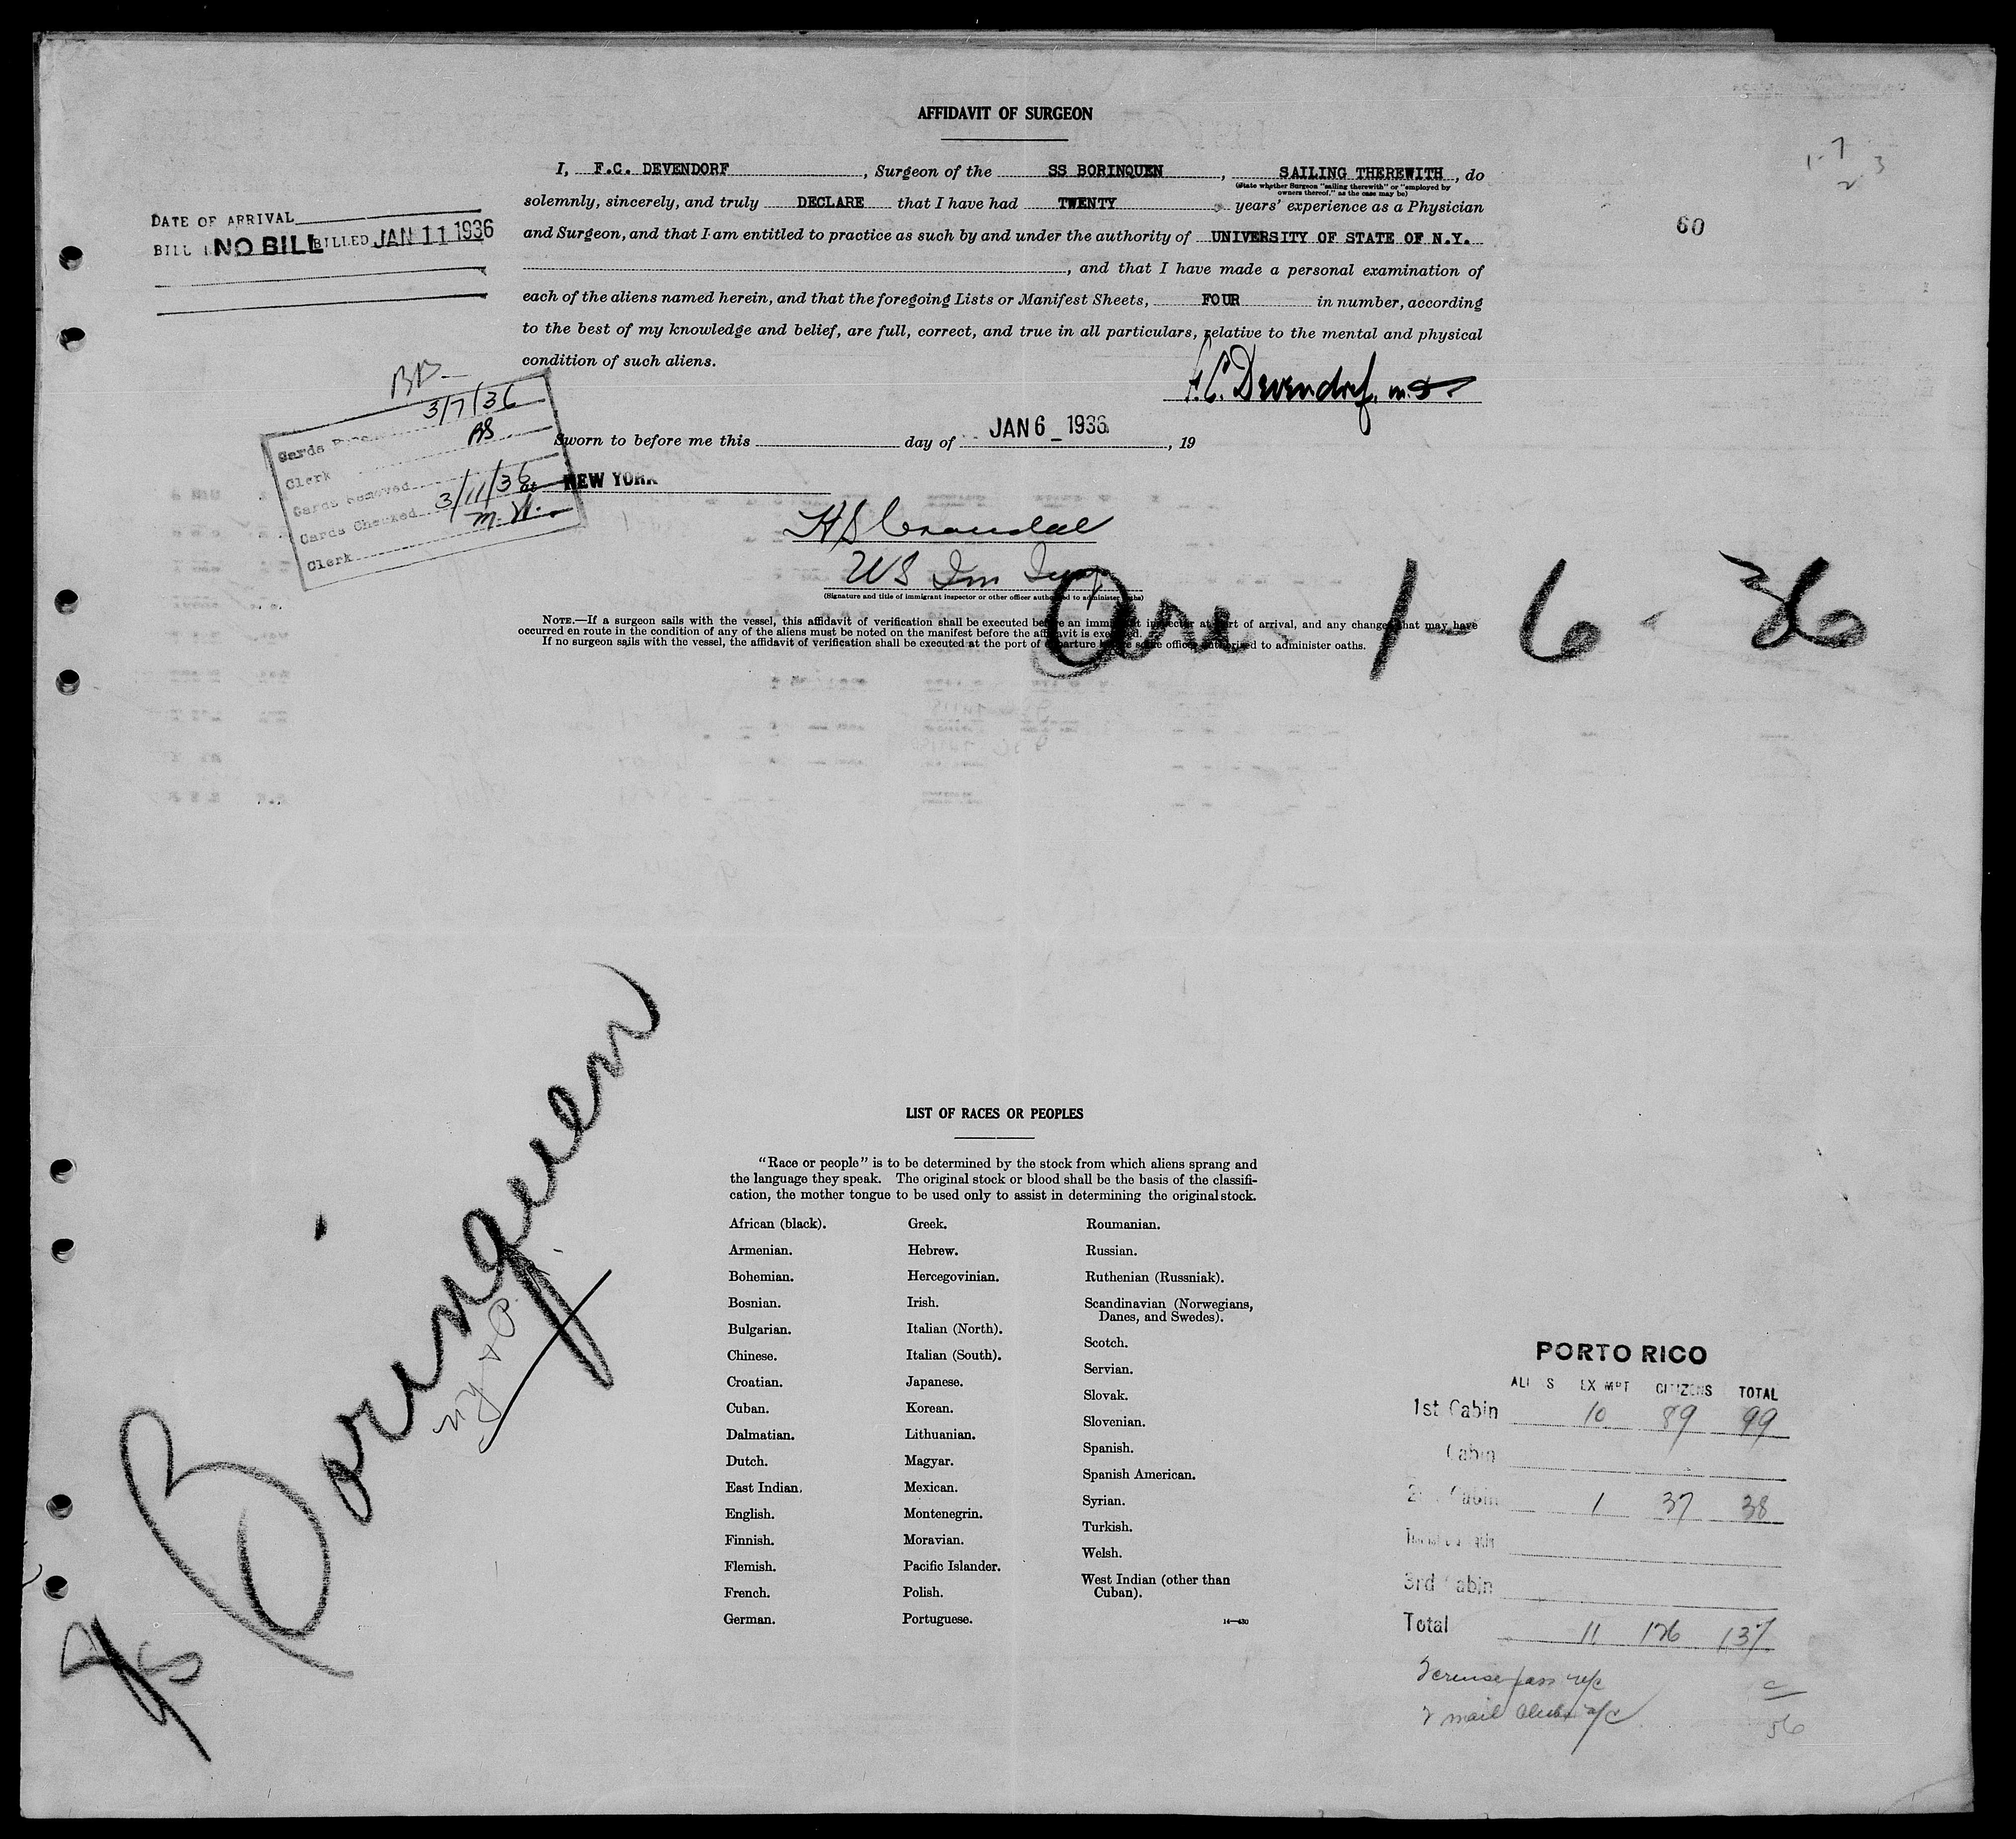 AFFIDAVIT OF SURGEON
I, F.C. DEVENDORF, Surgeon of the SS BORINQUEN, SAILING THEREWITH, do
(State whether Surgeon "sailing therewith" or "employed by
owners thereof," as the case may be)
solemnly, sincerely, and truly DECLARE that I have had TWENTY years' experience as a Physician
and Surgeon, and that I am entitled to practice as such by and under the authority of UNIVERSITY OF STATE OF N.Y.
, and that I have made a personal examination of
each of the aliens named herein, and that the foregoing Lists or Manifest Sheets, FOUR in number, according
to the best of my knowledge and belief, are full, correct, and true in all particulars, relative to the mental and physical
condition of such aliens.
F.C. Devendorf, M.D.
Sworn to before me this day of JAN 6 1936, 19
at NEW YORK
H S Crandall
US Im Insp
(Signature and title of immigrant inspector or other officer authorized to administer oaths)
NOTE.—If a surgeon sails with the vessel, this affidavit of verification shall be executed before an immigrant inspector at port of arrival, and any changes that may have
occurred en route in the condition of any of the aliens must be noted on the manifest before the affidavit is executed.
If no surgeon sails with the vessel, the affidavit of verification shall be executed at the port of departure before some officer authorized to administer oaths.
DATE OF ARRIVAL
BILL NO BILL BILLED JAN 11 1936
BB
3/7/36
Cards
BB
Clerk
Cards Removed
Cards Checked 3/11/36
Clerk M.H.
60
1-7
2 3
Arr 1-6-36
Borinquen
LIST OF RACES OR PEOPLES
"Race or people" is to be determined by the stock from which aliens sprang and
the language they speak. The original stock or blood shall be the basis of the classifi-
cation, the mother tongue to be used only to assist in determining the original stock.
African (black).
Armenian.
Bohemian.
Bosnian.
Bulgarian.
Chinese.
Croatian.
Cuban.
Dalmatian.
Dutch.
East Indian.
English.
Finnish.
Flemish.
French.
German.
Greek.
Hebrew.
Hercegovinian.
Irish.
Italian (North).
Italian (South).
Japanese.
Korean.
Lithuanian.
Magyar.
Mexican.
Montenegrin.
Moravian.
Pacific Islander.
Polish.
Portuguese.
Roumanian.
Russian.
Ruthenian (Russniak).
Scandinavian (Norwegians,
Danes, and Swedes).
Scotch.
Servian.
Slovak.
Slovenian.
Spanish.
Spanish American.
Syrian.
Turkish.
Welsh.
West Indian (other than
Cuban).
14—430
PORTO RICO
ALI S EX MPT CITIZENS TOTAL
1st Cabin 10 89 99
Cabin
2nd Cabin 1 37 38
3rd Cabin
Total 11 126 137
56